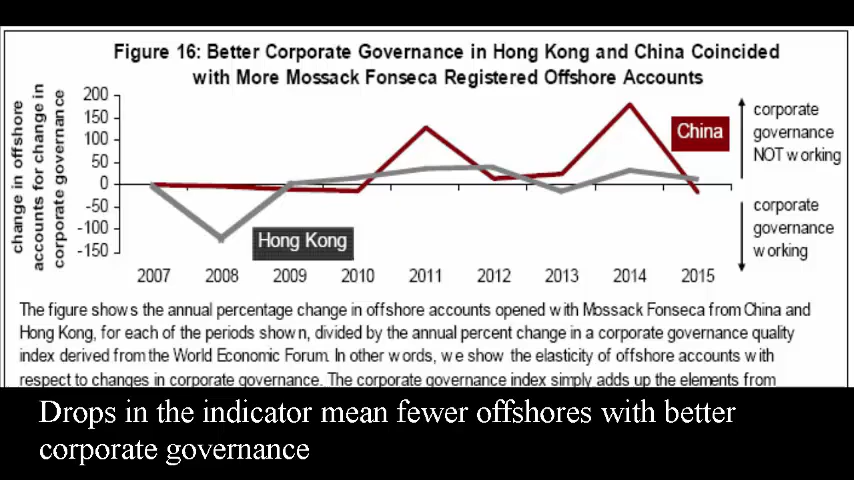 Figure 16: Better Corporate Governance in Hong Kong and China Coincided
with More Mossack Fonseca Registered Offshore Accounts
change in offshore
accounts for change in
corporate governance
200
150
100
50
0
-50
-100
-150
China
Hong Kong
corporate
governance
NOT working
corporate
governance
working
2007 2008 2009 2010 2011 2012 2013 2014 2015
The figure shows the annual percentage change in offshore accounts opened with Mossack Fonseca from China and
Hong Kong, for each of the periods shown, divided by the annual percent change in a corporate governance quality
index derived from the World Economic Forum. In other words, we show the elasticity of offshore accounts with
respect to changes in corporate governance. The corporate governance index simply adds up the elements from
Drops in the indicator mean fewer offshores with better
corporate governance